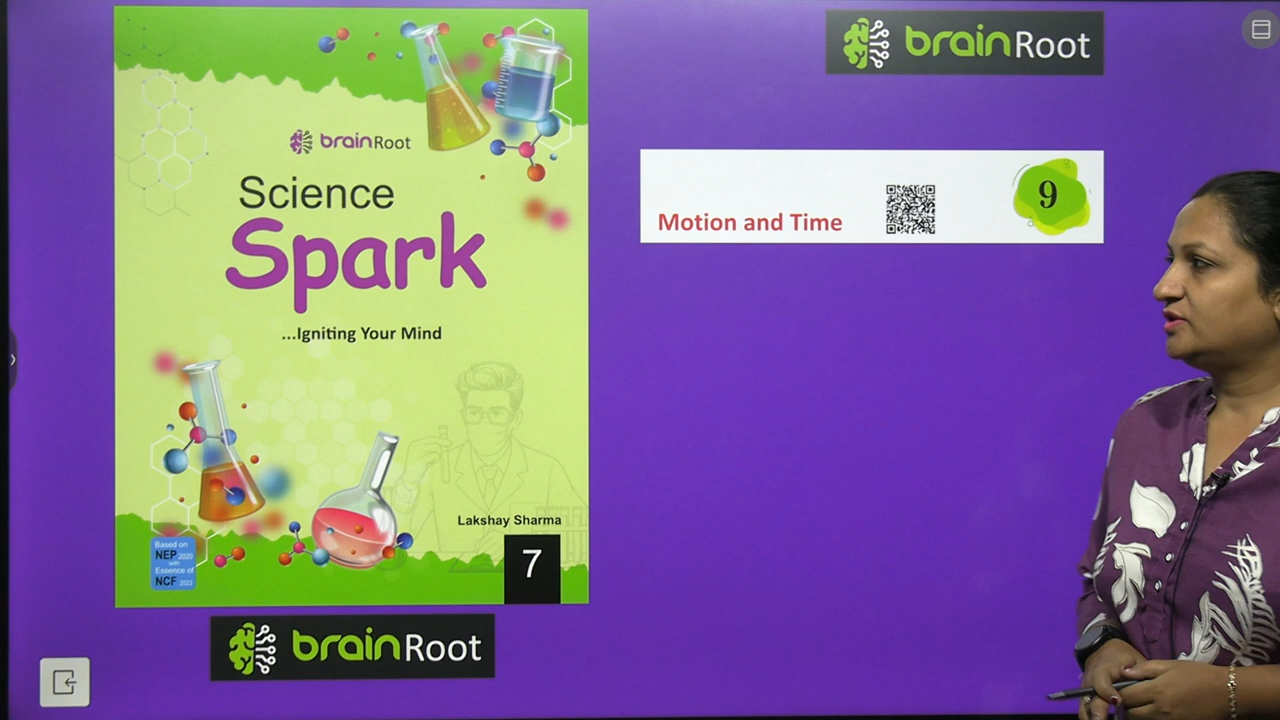 brainRoot
Science
Spark
...Igniting Your Mind
Lakshay Sharma
Based on
NEP 2020
with
Essence of
NCF 2023
7
brainRoot
brainRoot
Motion and Time
9